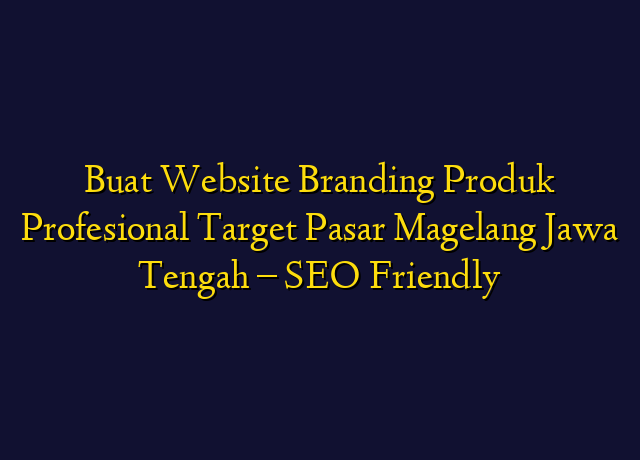 Buat Website Branding Produk
Profesional Target Pasar Magelang Jawa
Tengah – SEO Friendly